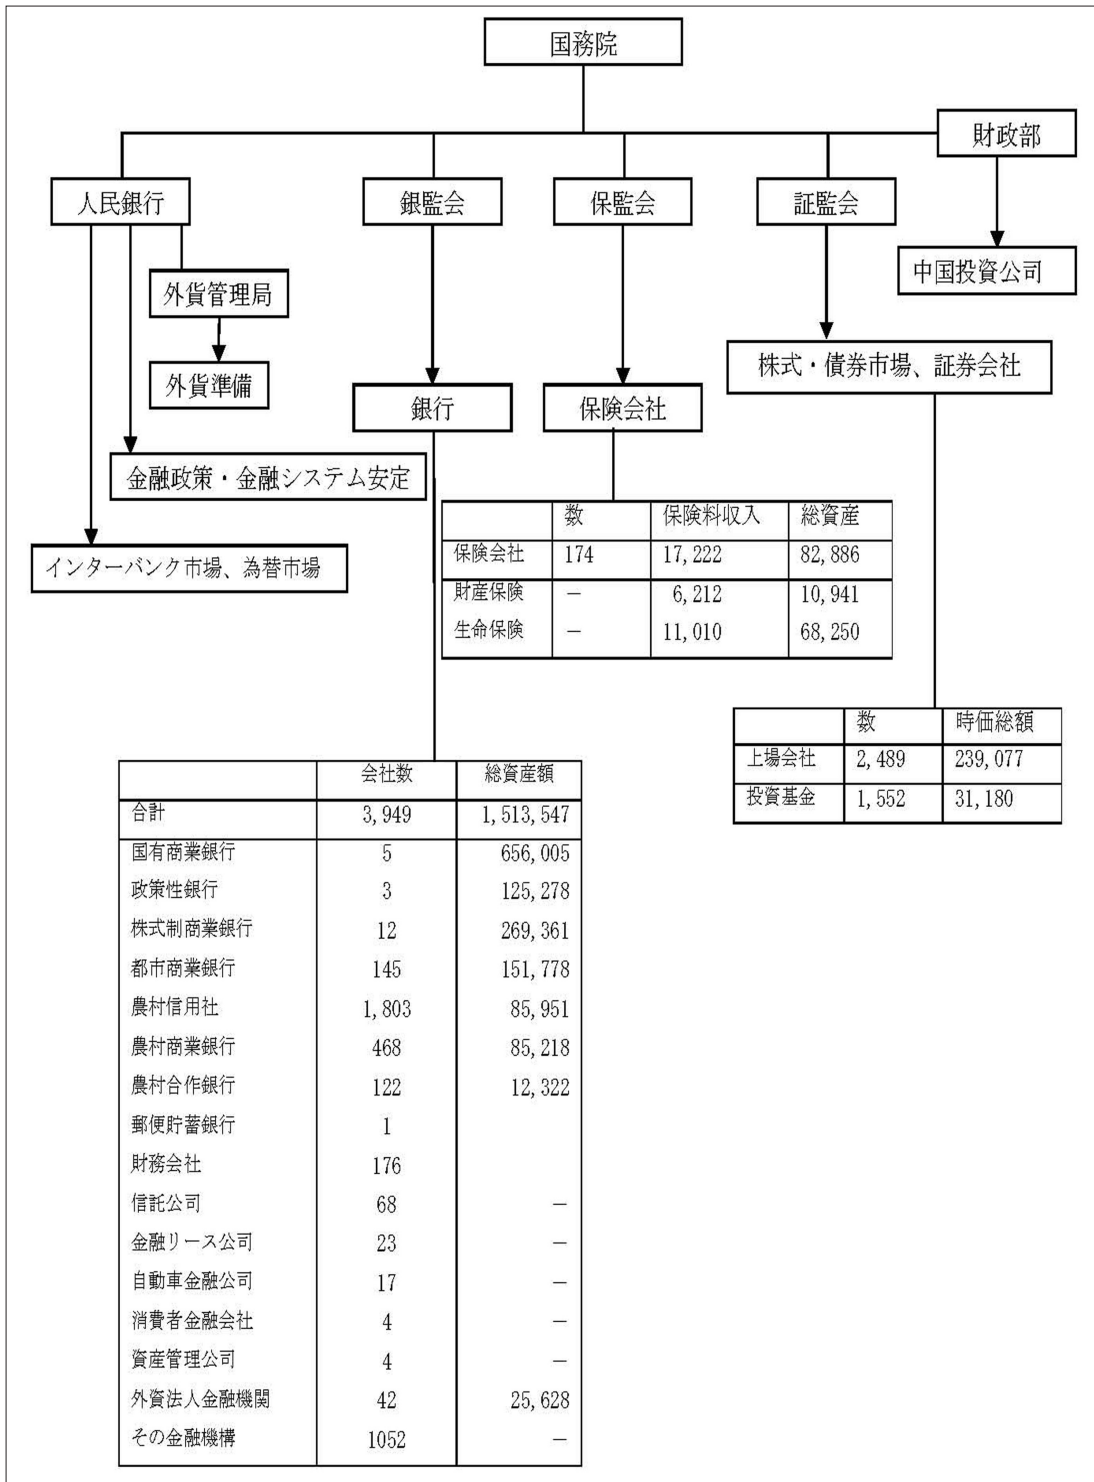 国務院
財政部
人民銀行
銀監会
保監会
証監会
中国投資公司
外貨管理局
外貨準備
株式・債券市場、証券会社
銀行
保険会社
金融政策・金融システム安定
インターバンク市場、為替市場
数 保険料収入 総資産
保険会社 174 17,222 82,886
財産保険 － 6,212 10,941
生命保険 － 11,010 68,250
数 時価総額
上場会社 2,489 239,077
投資基金 1,552 31,180
会社数 総資産額
合計 3,949 1,513,547
国有商業銀行 5 656,005
政策性銀行 3 125,278
株式制商業銀行 12 269,361
都市商業銀行 145 151,778
農村信用社 1,803 85,951
農村商業銀行 468 85,218
農村合作銀行 122 12,322
郵便貯蓄銀行 1
財務会社 176
信託公司 68 －
金融リース公司 23 －
自動車金融公司 17 －
消費者金融会社 4 －
資産管理公司 4 －
外資法人金融機関 42 25,628
その金融機構 1052 －